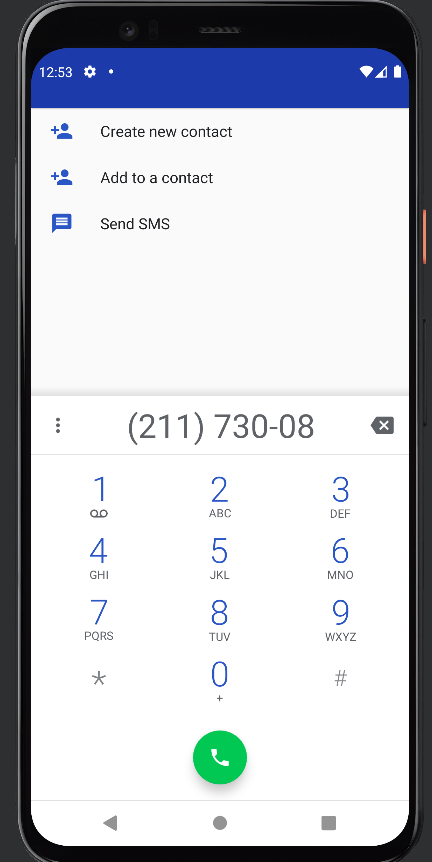 12:53
Create new contact
Add to a contact
Send SMS
(211) 730-08
1 2 3
ABC DEF
4 5 6
GHI JKL MNO
7 8 9
PQRS TUV WXYZ
* 0 #
+